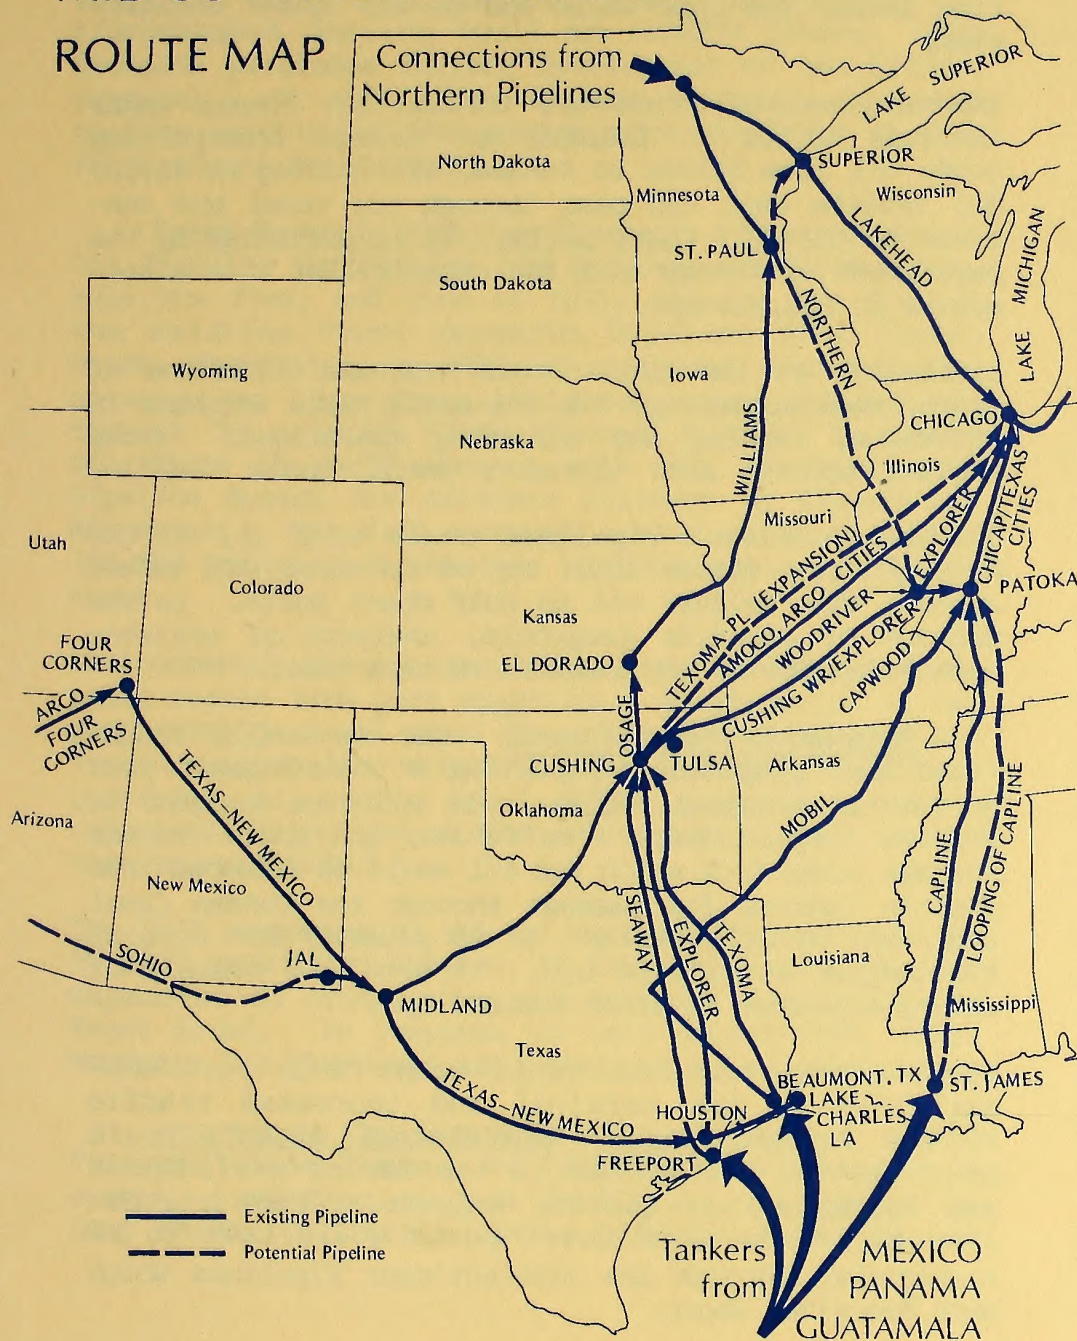 ROUTE MAP
Connections from
Northern Pipelines
LAKE SUPERIOR
North Dakota
Minnesota
SUPERIOR
Wisconsin
ST. PAUL
LAKEHEAD
LAKE MICHIGAN
South Dakota
NORTHERN
Wyoming
Iowa
Nebraska
WILLIAMS
CHICAGO
Illinois
Missouri
Utah
Colorado
Kansas
TEXOMA-PL (EXPANSION)
AMOCO, ARCO
CITIES
EXPLORER
CHICAP/TEXAS
CITIES
WOODRIVER
PATOKA
CUSHING WR/EXPLORER
CAPWOOD
FOUR
CORNERS
EL DORADO
ARCO
FOUR
CORNERS
OSAGE
CUSHING
TULSA
Arkansas
Oklahoma
Arizona
TEXAS-NEW MEXICO
New Mexico
MOBIL
CAPLINE
LOOPING OF CAPLINE
SEAWAY
EXPLORER
TEXOMA
SOHIO
JAL
MIDLAND
Louisiana
Mississippi
Texas
TEXAS-NEW MEXICO
BEAUMONT, TX
ST. JAMES
HOUSTON
LAKE
CHARLES,
LA
FREEPORT
Existing Pipeline
Potential Pipeline
Tankers
from
MEXICO
PANAMA
GUATAMALA